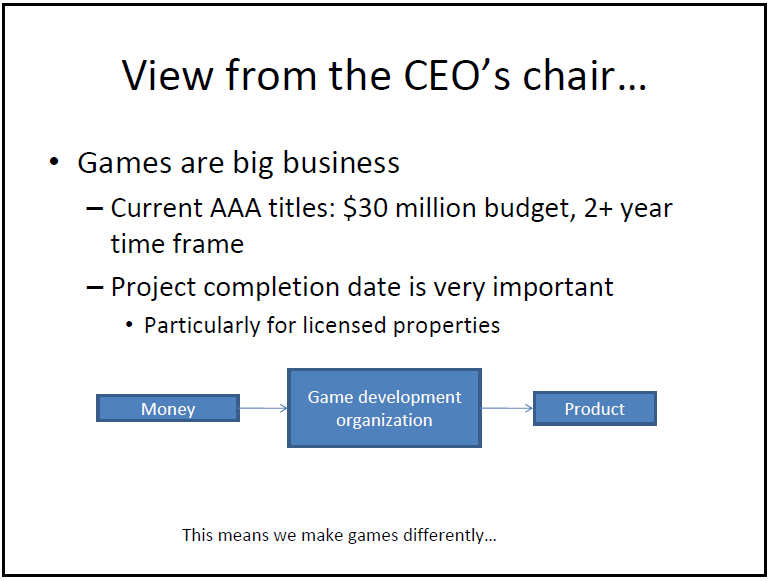 View from the CEO’s chair…
• Games are big business
– Current AAA titles: $30 million budget, 2+ year
time frame
– Project completion date is very important
• Particularly for licensed properties
Money
Game development
organization
Product
This means we make games differently…